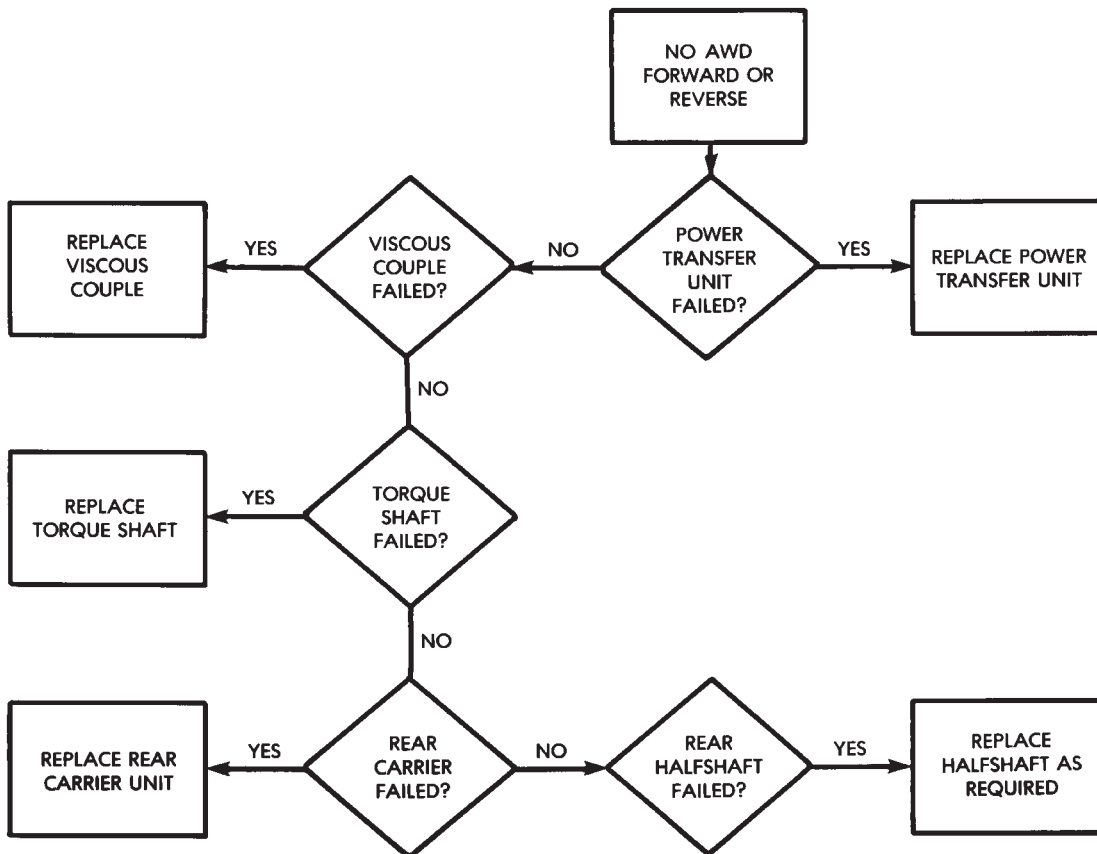 NO AWD
FORWARD OR
REVERSE
POWER
TRANSFER
UNIT
FAILED?
YES
REPLACE POWER
TRANSFER UNIT
NO
VISCOUS
COUPLE
FAILED?
YES
REPLACE
VISCOUS
COUPLE
NO
TORQUE
SHAFT
FAILED?
YES
REPLACE
TORQUE SHAFT
NO
REAR
CARRIER
FAILED?
YES
REPLACE REAR
CARRIER UNIT
NO
REAR
HALFSHAFT
FAILED?
YES
REPLACE
HALFSHAFT AS
REQUIRED